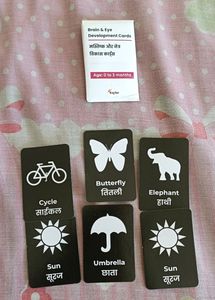 Brain & Eye
Development Cards
मस्तिष्क और नेत्र
विकास कार्ड्स
Age: 0 to 3 months
Cycle
साईकल
Butterfly
तितली
Elephant
हाथी
Sun
सूरज
Umbrella
छाता
Sun
सूरज